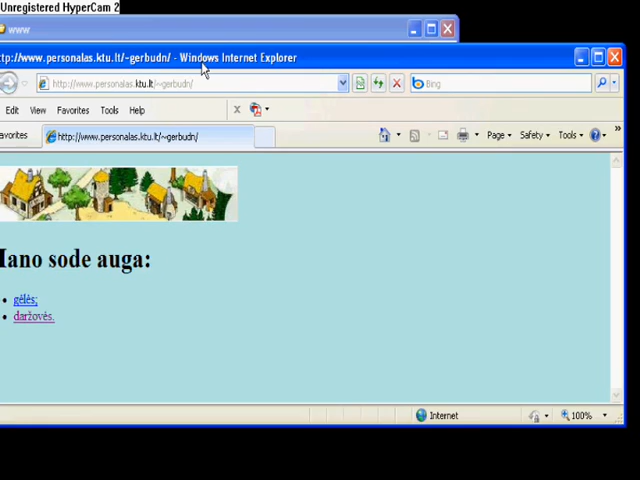 Unregistered HyperCam 2
www
ttp://www.personalas.ktu.lt/~gerbudn/ - Windows Internet Explorer
http://www.personalas.ktu.lt/~gerbudn/
Bing
Edit View Favorites Tools Help
avorites
http://www.personalas.ktu.lt/~gerbudn/
Page Safety Tools
Mano sode auga:
gėlės;
daržovės.
Internet
100%